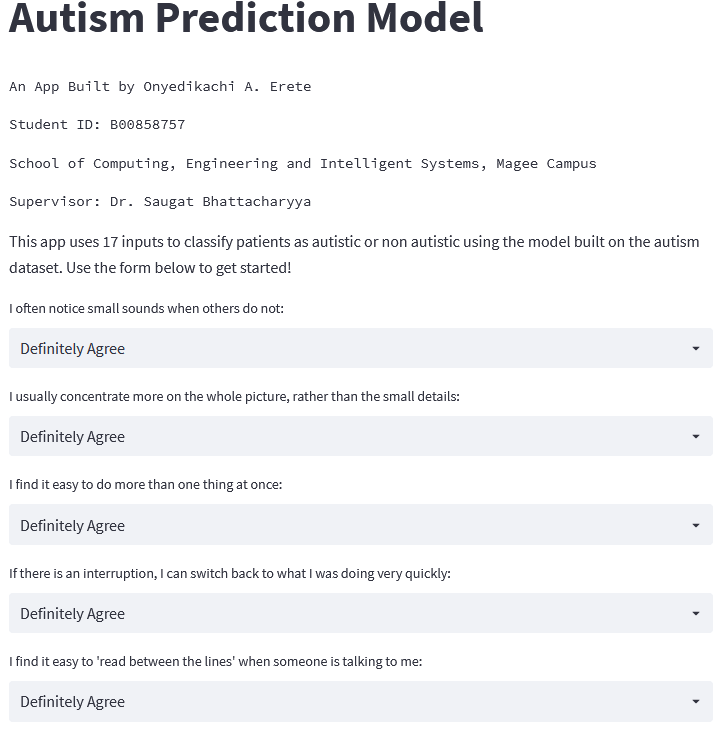 Autism Prediction Model
An App Built by Onyedikachi A. Erete
Student ID: B00858757
School of Computing, Engineering and Intelligent Systems, Magee Campus
Supervisor: Dr. Saugat Bhattacharyya
This app uses 17 inputs to classify patients as autistic or non autistic using the model built on the autism
dataset. Use the form below to get started!
I often notice small sounds when others do not:
Definitely Agree
I usually concentrate more on the whole picture, rather than the small details:
Definitely Agree
I find it easy to do more than one thing at once:
Definitely Agree
If there is an interruption, I can switch back to what I was doing very quickly:
Definitely Agree
I find it easy to 'read between the lines' when someone is talking to me:
Definitely Agree